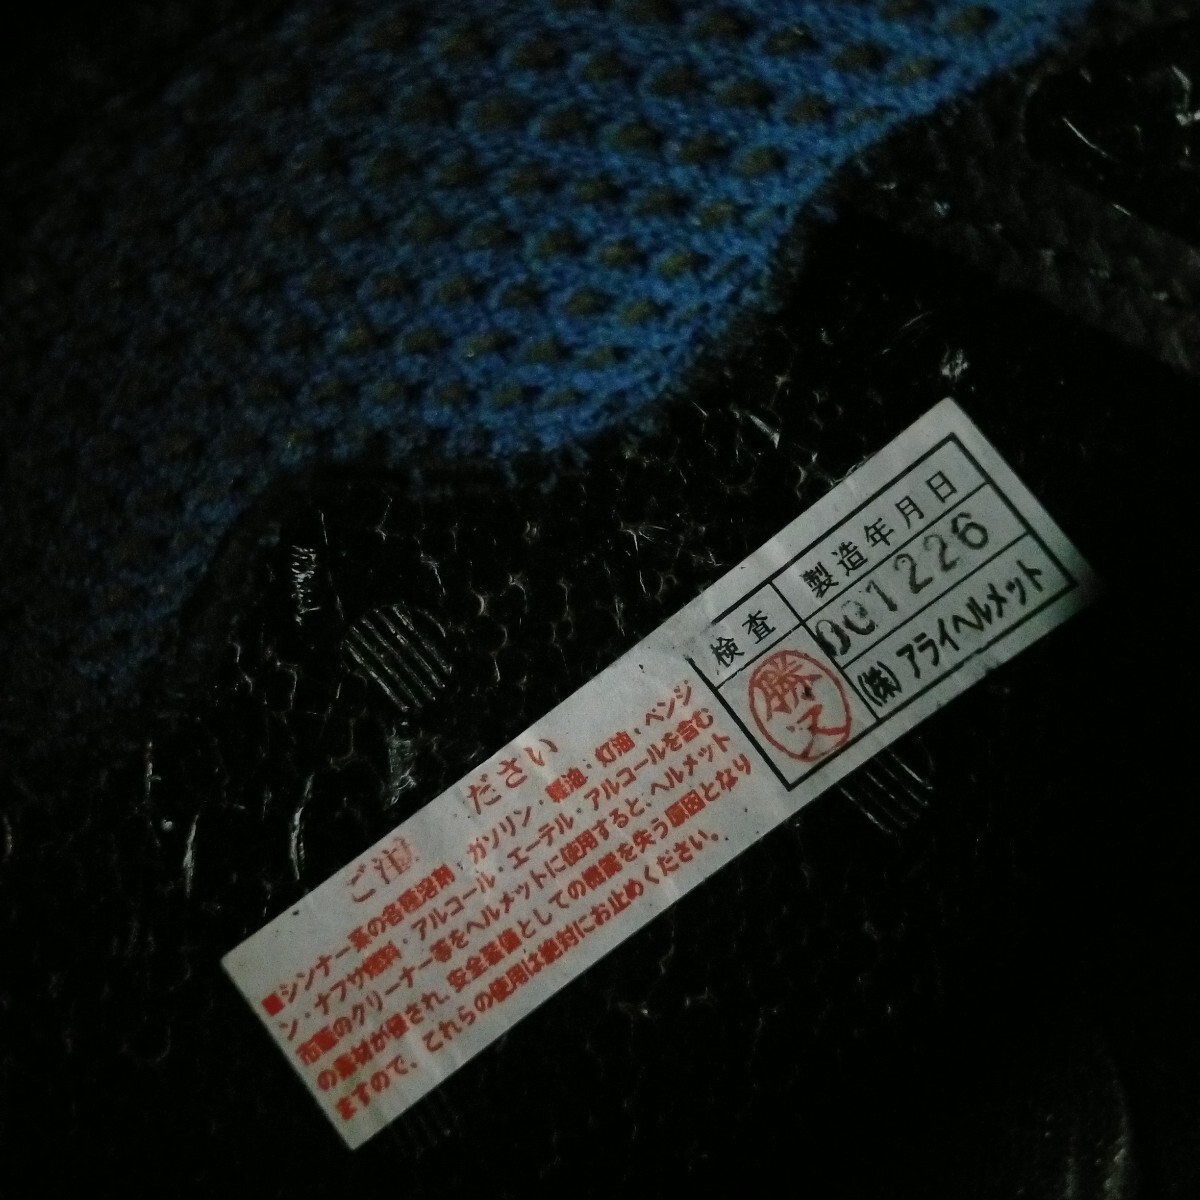 ご注 ださい
■シンナー系の各種溶剤・ガソリン・軽油・灯油・ベンジ
ン・ナフサ燃料・アルコール・エーテル・アルコールを含む
市販のクリーナー等をヘルメットに使用すると、ヘルメット
の素材が侵され、安全装備としての機能を失う原因となり
ますので、これらの使用は絶対にお止めください。
検査
勝又
製造年月日
001226
(株)アライヘルメット